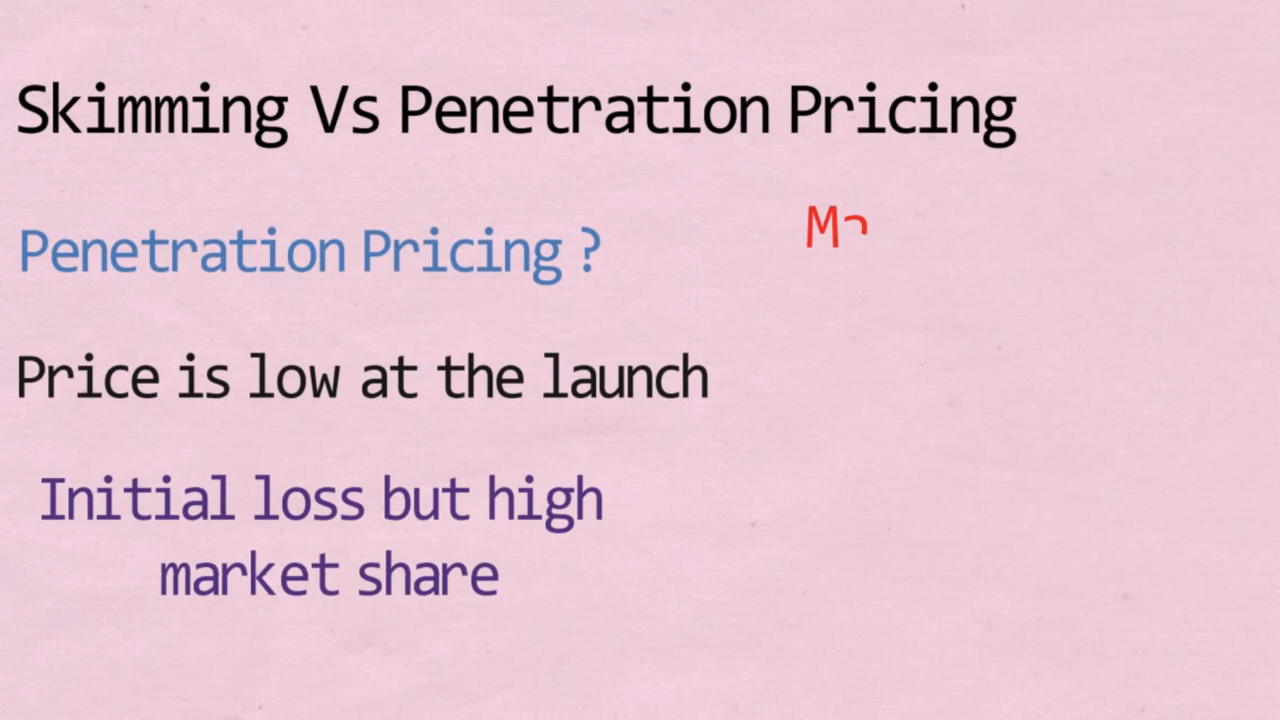 Skimming Vs Penetration Pricing
Penetration Pricing ?
Price is low at the launch
Initial loss but high
market share